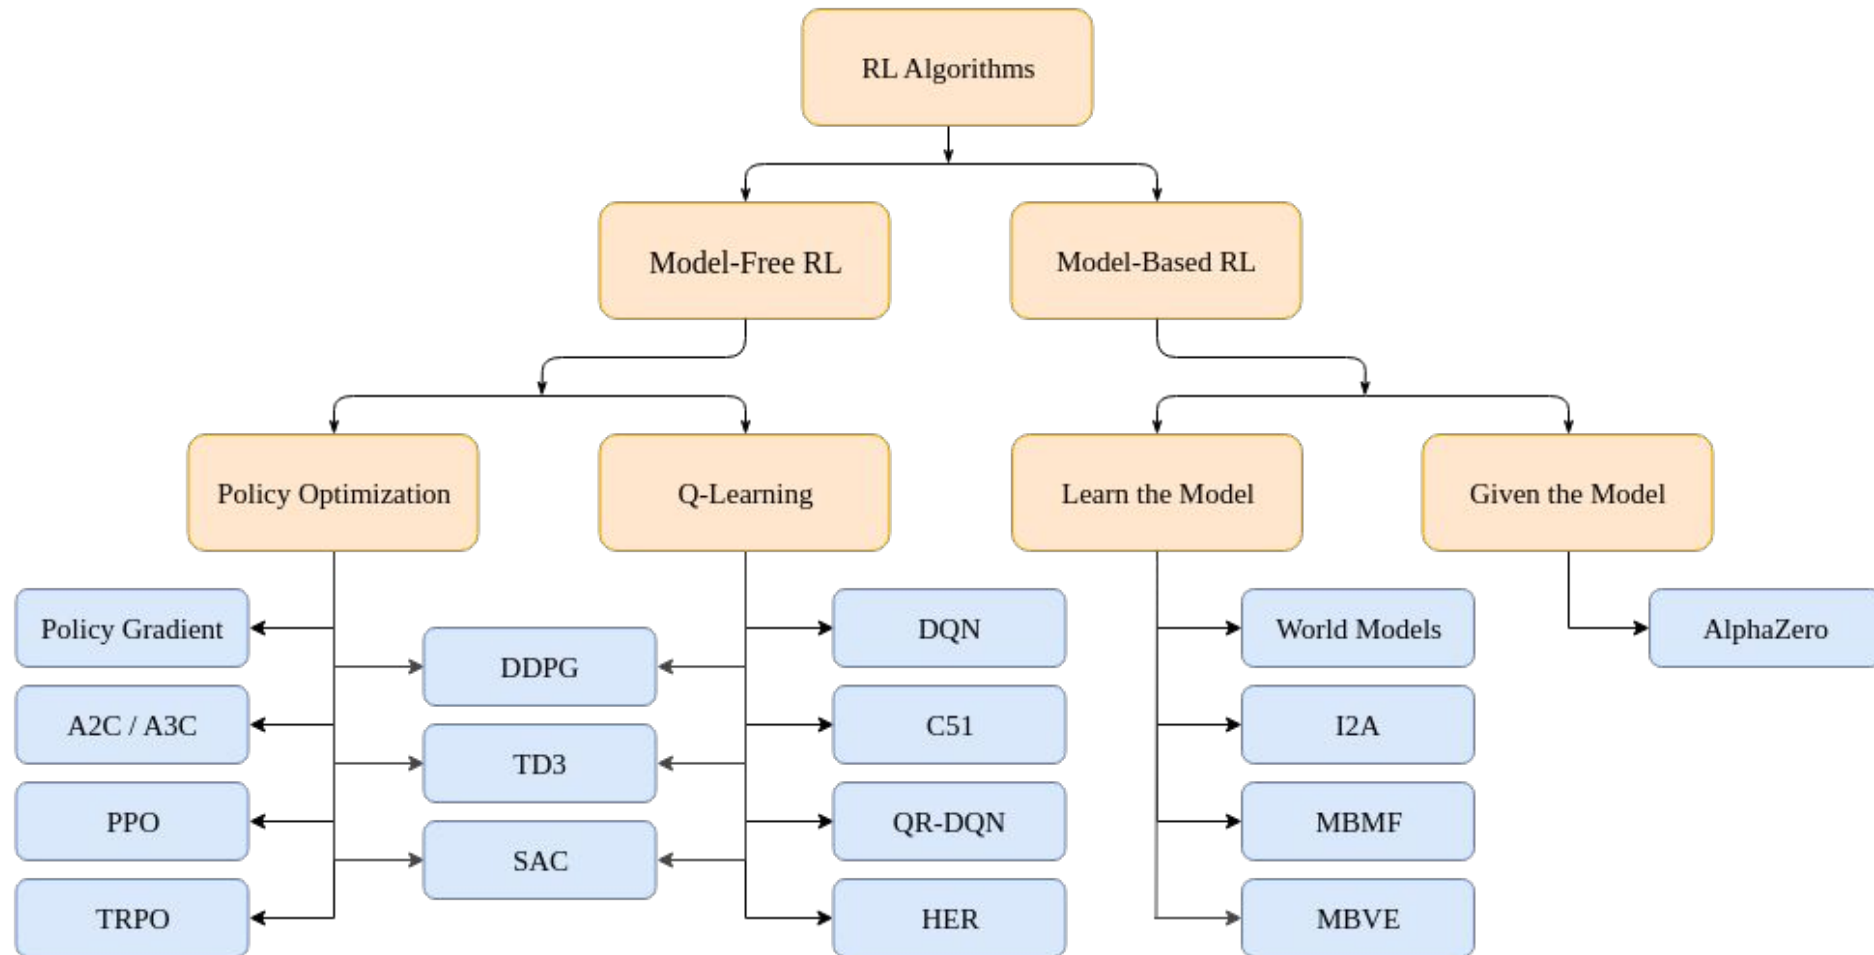 RL Algorithms
Model-Free RL
Model-Based RL
Policy Optimization
Q-Learning
Learn the Model
Given the Model
Policy Gradient
DDPG
DQN
World Models
AlphaZero
A2C / A3C
TD3
C51
I2A
PPO
SAC
QR-DQN
MBMF
TRPO
HER
MBVE